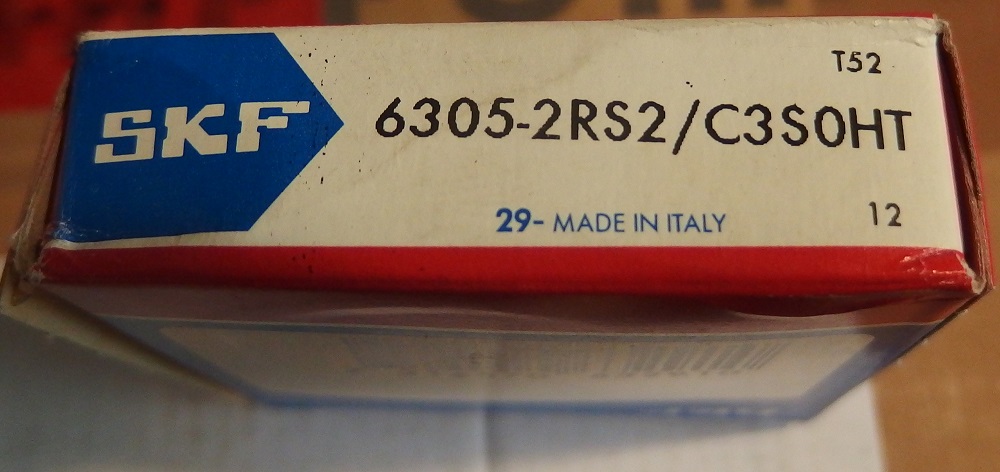 T52
SKF
6305-2RS2/C3S0HT
29- MADE IN ITALY
12